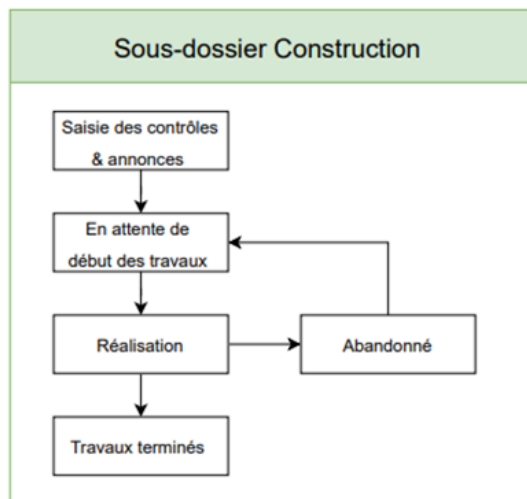 Sous-dossier Construction
Saisie des contrôles
& annonces
En attente de
début des travaux
Réalisation
Abandonné
Travaux terminés